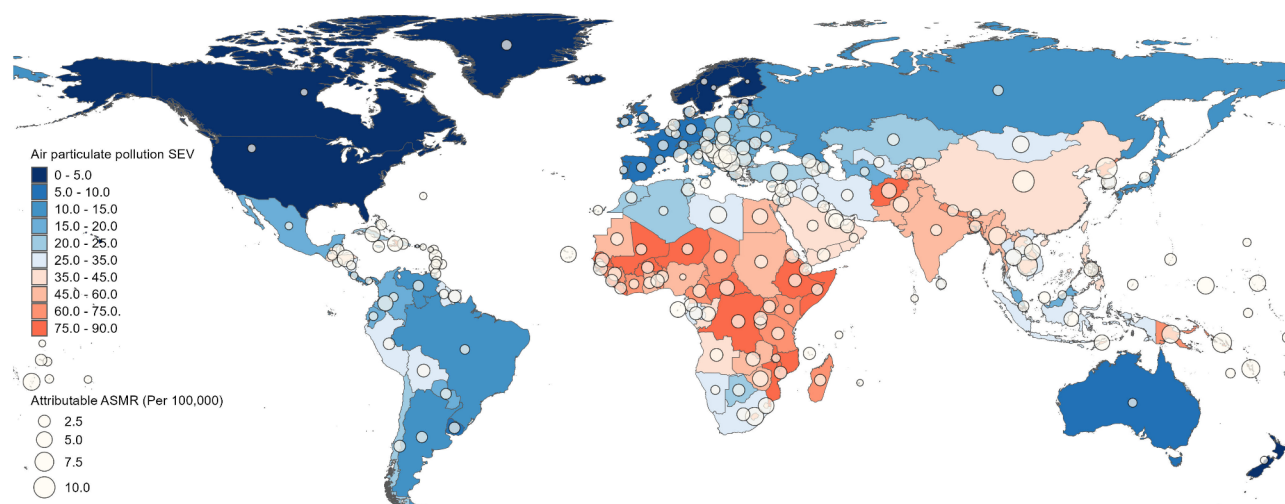 Air particulate pollution SEV
0 - 5.0
5.0 - 10.0
10.0 - 15.0
15.0 - 20.0
20.0 - 25.0
25.0 - 35.0
35.0 - 45.0
45.0 - 60.0
60.0 - 75.0.
75.0 - 90.0
Attributable ASMR (Per 100,000)
2.5
5.0
7.5
10.0